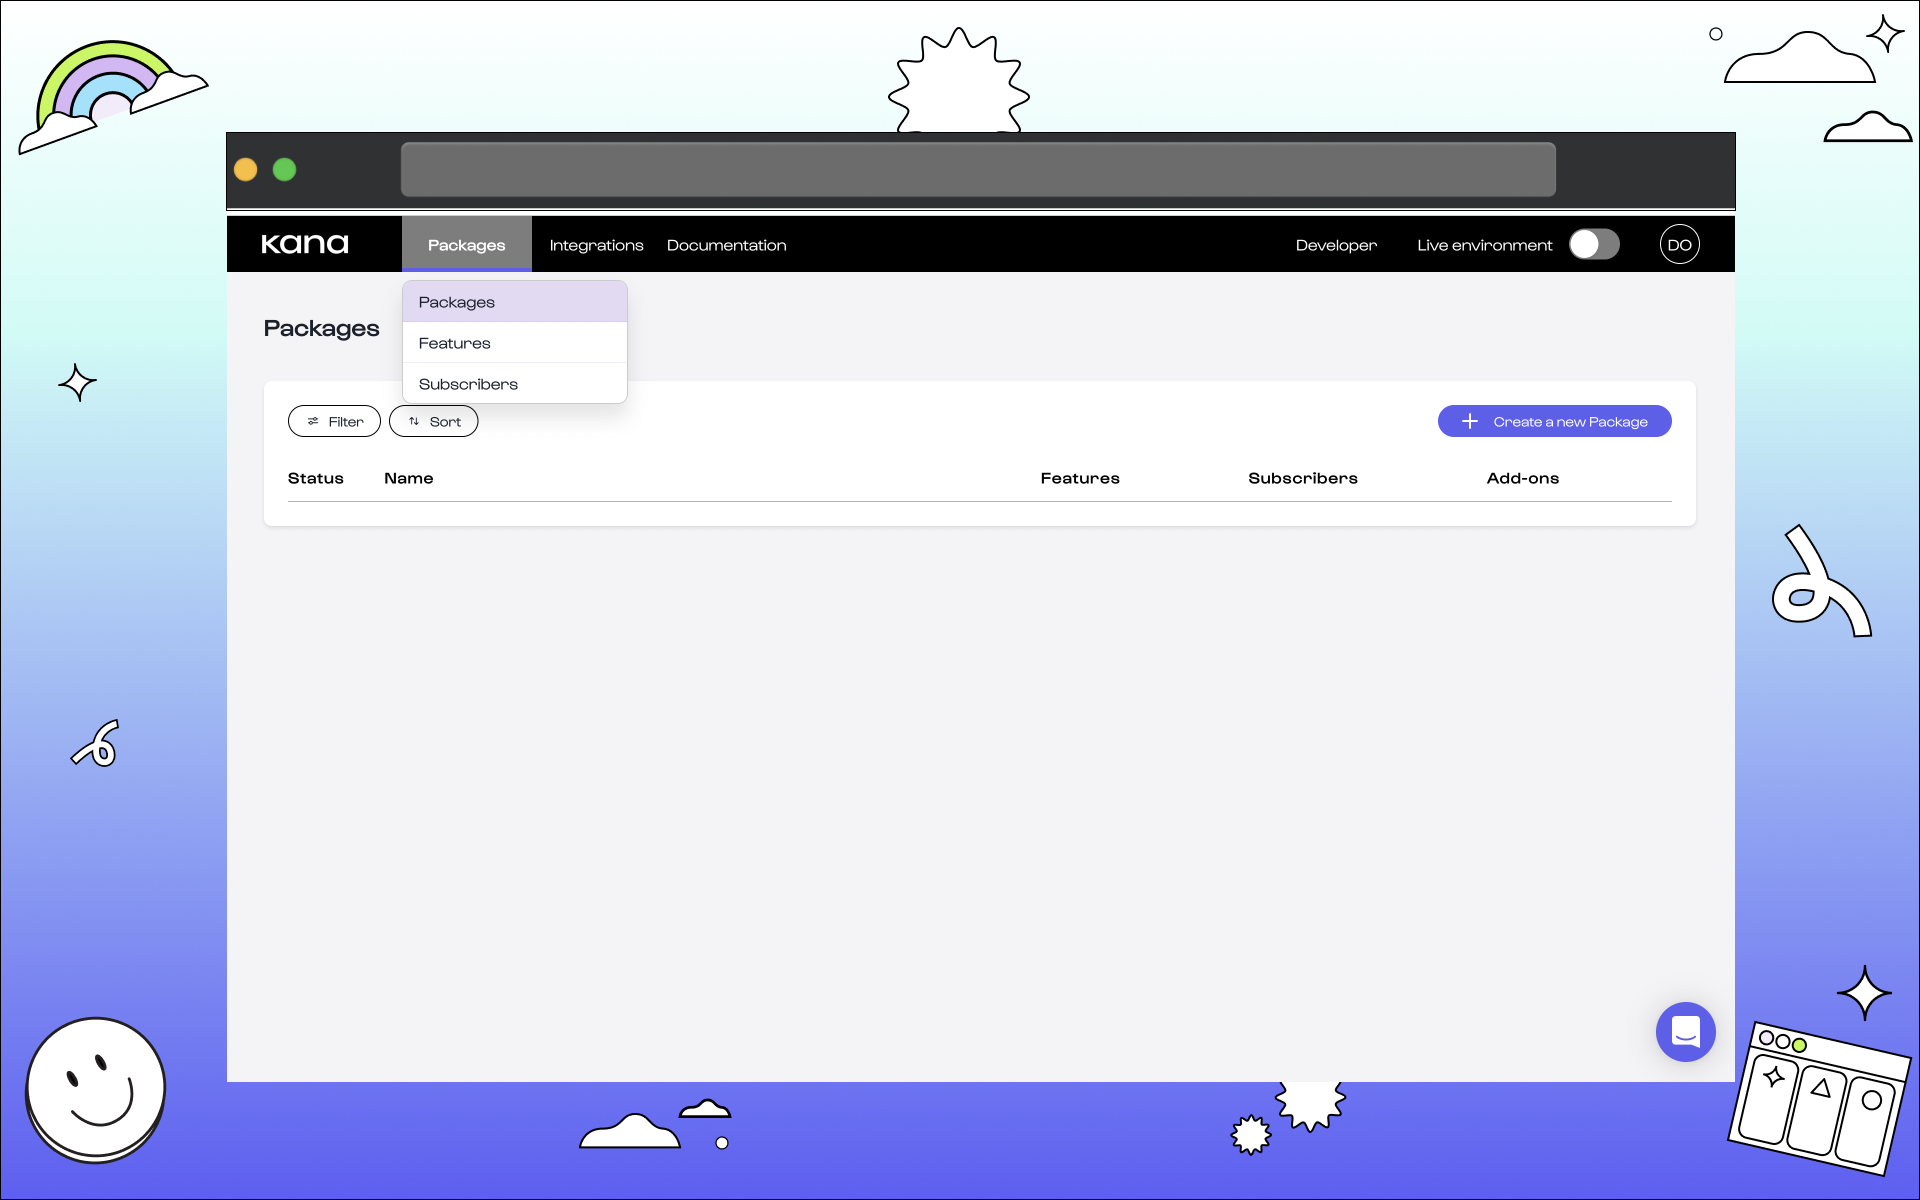 kana
Packages
Integrations
Documentation
Developer
Live environment
DO
Packages
Features
Subscribers
Packages
Filter
Sort
Create a new Package
Status
Name
Features
Subscribers
Add-ons